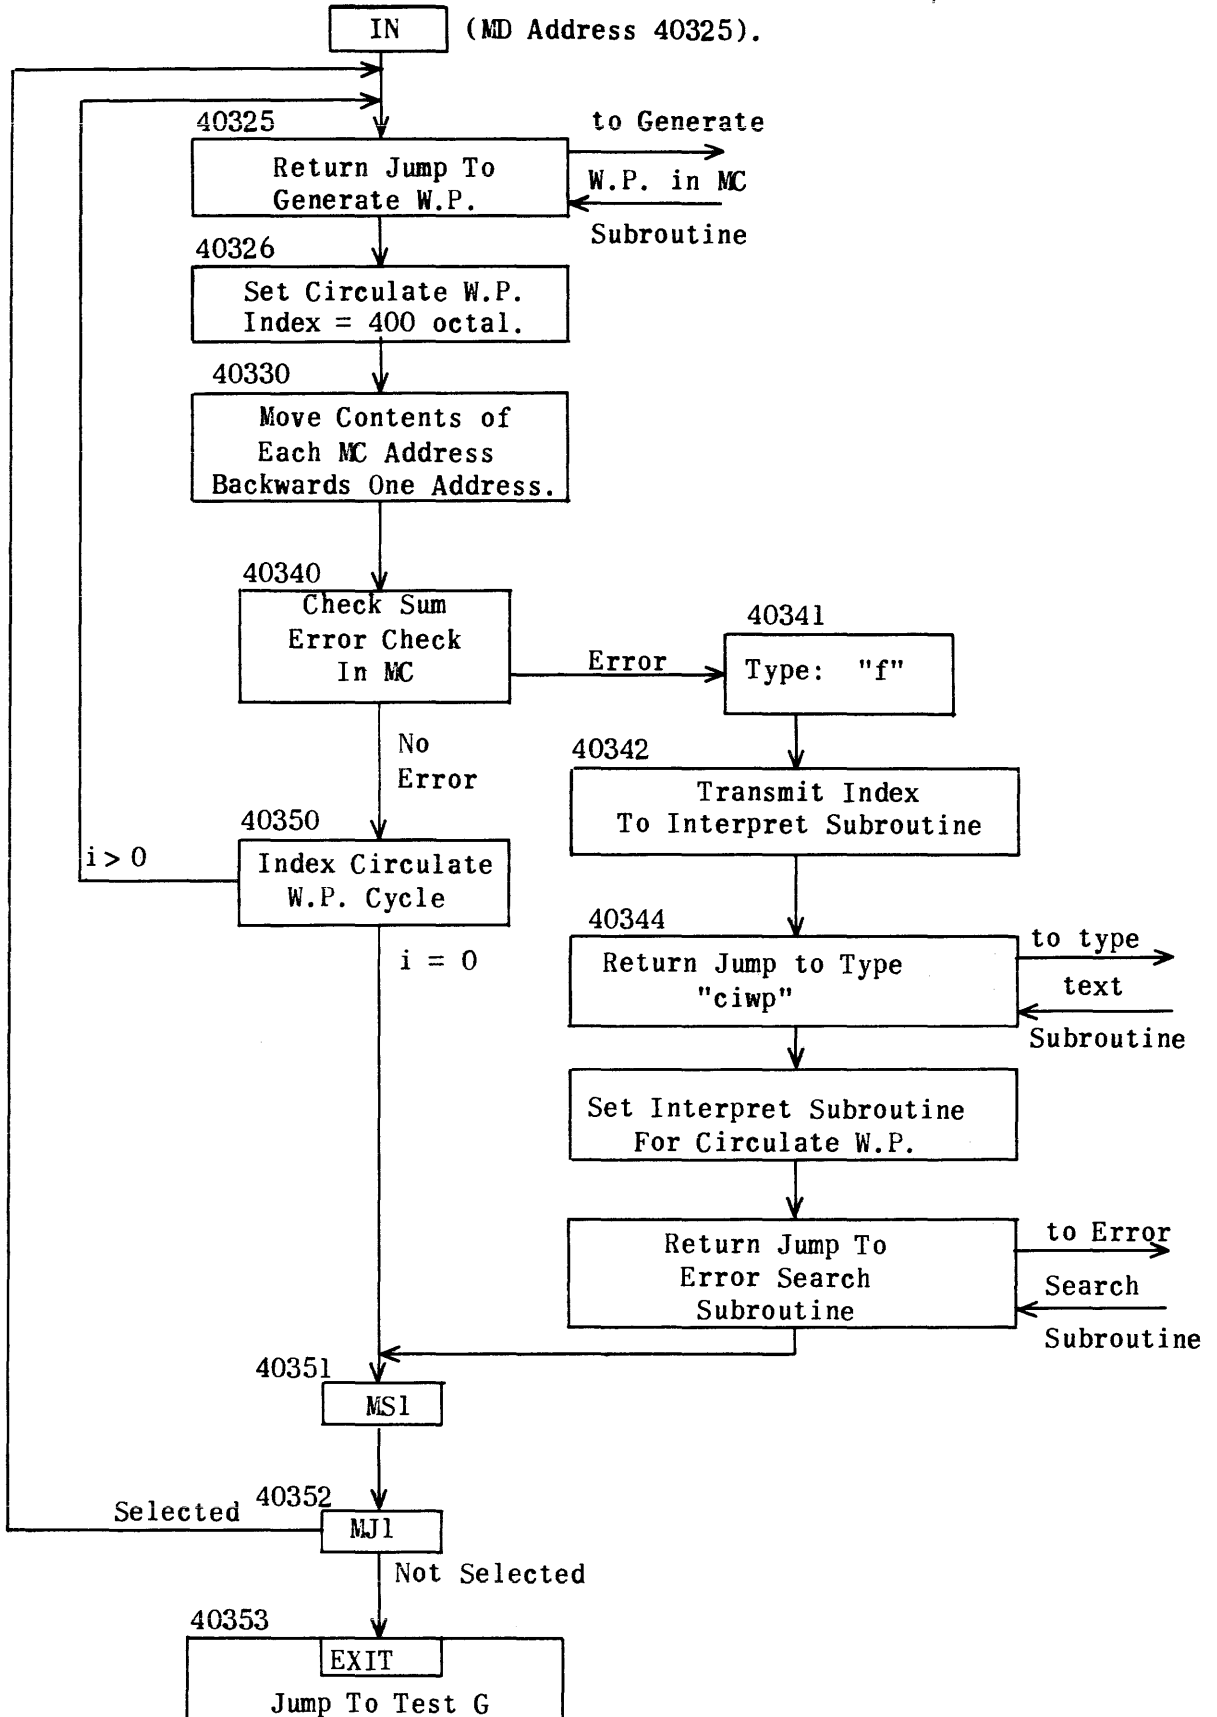 IN (MD Address 40325).
40325
to Generate
Return Jump To
Generate W.P.
W.P. in MC
Subroutine
40326
Set Circulate W.P.
Index = 400 octal.
40330
Move Contents of
Each MC Address
Backwards One Address.
40340
Check Sum
Error Check
In MC
Error
40341
Type: "f"
No
Error
40342
Transmit Index
To Interpret Subroutine
40350
i > 0
Index Circulate
W.P. Cycle
i = 0
40344
Return Jump to Type
"ciwp"
to type
text
Subroutine
Set Interpret Subroutine
For Circulate W.P.
Return Jump To
Error Search
Subroutine
to Error
Search
Subroutine
40351
MS1
Selected
40352
MJ1
Not Selected
40353
EXIT
Jump To Test G